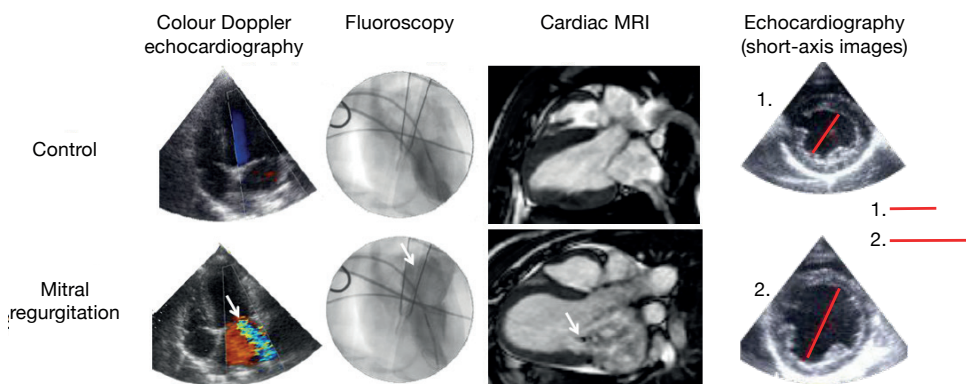 Colour Doppler
echocardiography
Fluoroscopy
Cardiac MRI
Echocardiography
(short-axis images)
Control
1.
1.
2.
Mitral
regurgitation
2.